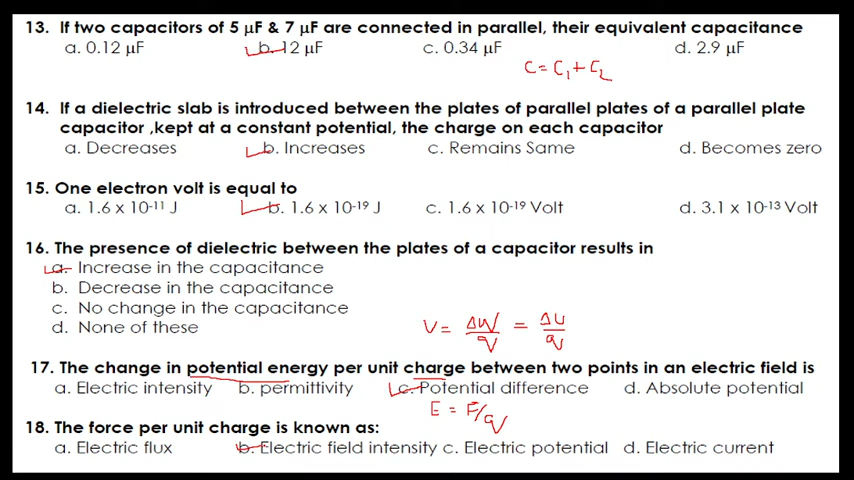 13. If two capacitors of 5 µF & 7 µF are connected in parallel, their equivalent capacitance
a. 0.12 µF b. 12 µF c. 0.34 µF d. 2.9 µF
C = C₁ + C₂
14. If a dielectric slab is introduced between the plates of parallel plates of a parallel plate
capacitor ,kept at a constant potential, the charge on each capacitor
a. Decreases b. Increases c. Remains Same d. Becomes zero
15. One electron volt is equal to
a. 1.6 x 10⁻¹¹ J b. 1.6 x 10⁻¹⁹ J c. 1.6 x 10⁻¹⁹ Volt d. 3.1 x 10⁻¹³ Volt
16. The presence of dielectric between the plates of a capacitor results in
a. Increase in the capacitance
b. Decrease in the capacitance
c. No change in the capacitance
d. None of these
V = ΔW/q = ΔU/q
17. The change in potential energy per unit charge between two points in an electric field is
a. Electric intensity b. permittivity c. Potential difference d. Absolute potential
E = F/q
18. The force per unit charge is known as:
a. Electric flux b. Electric field intensity c. Electric potential d. Electric current